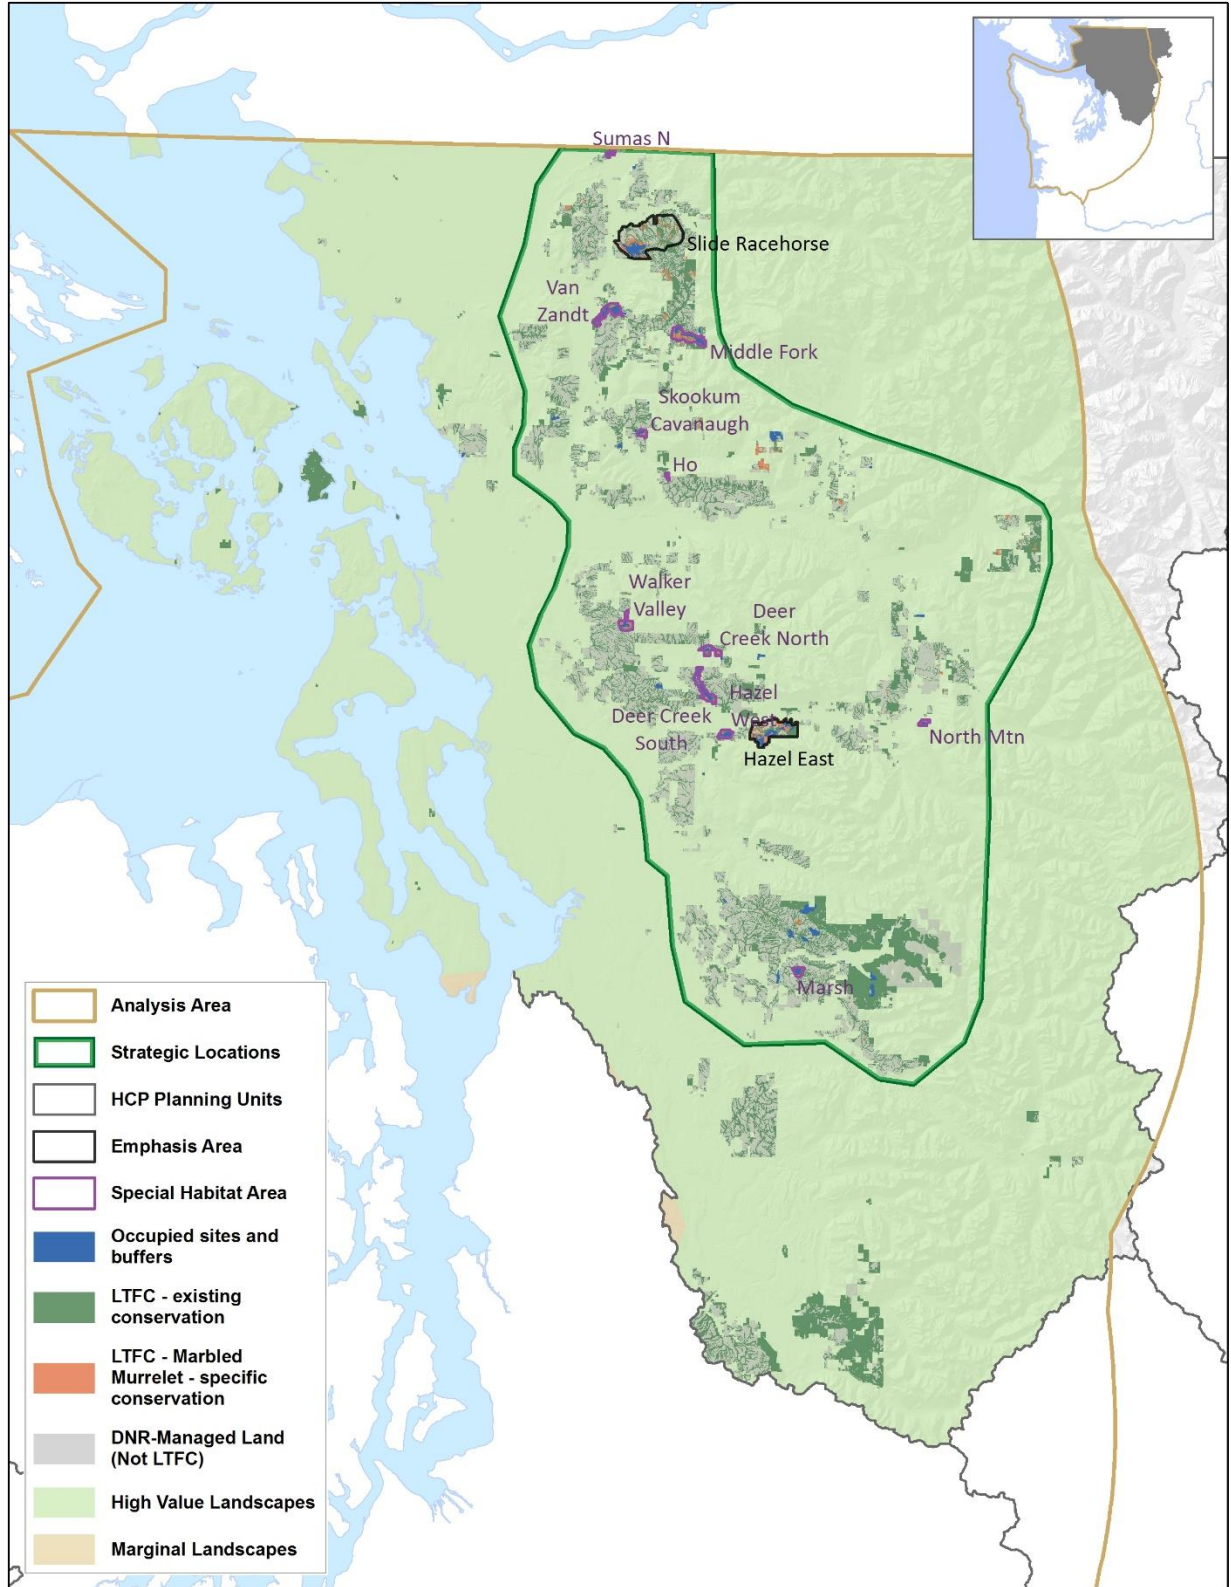 Sumas N
Slide Racehorse
Van
Zandt
Middle Fork
Skookum
Cavanaugh
Ho
Walker
Valley
Deer
Creek North
Hazel
West
Deer Creek
South
North Mtn
Hazel East
Marsh
Analysis Area
Strategic Locations
HCP Planning Units
Emphasis Area
Special Habitat Area
Occupied sites and
buffers
LTFC - existing
conservation
LTFC - Marbled
Murrelet - specific
conservation
DNR-Managed Land
(Not LTFC)
High Value Landscapes
Marginal Landscapes